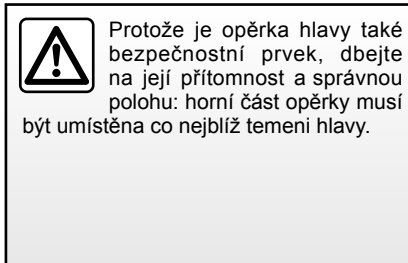 Protože je opěrka hlavy také
bezpečnostní prvek, dbejte
na její přítomnost a správnou
polohu: horní část opěrky musí
být umístěna co nejblíž temeni hlavy.